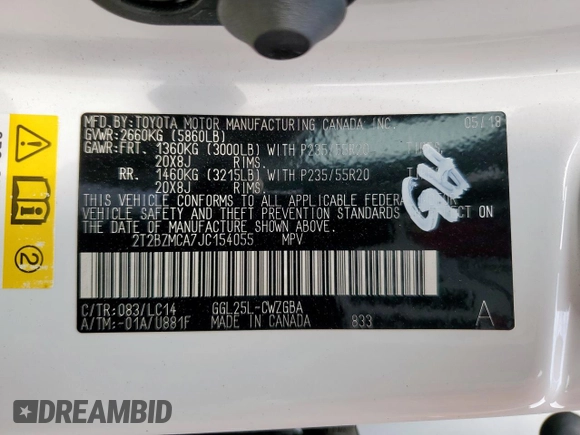 MFD. BY: TOYOTA MOTOR MANUFACTURING CANADA INC. 05/18
GVWR: 2660KG (5860LB)
GAWR: FRT. 1360KG (3000LB) WITH P235/55R20
20X8J RIMS.
RR. 1460KG (3215LB) WITH P235/55R20
20X8J RIMS.
THIS VEHICLE CONFORMS TO ALL APPLICABLE FEDERAL
VEHICLE SAFETY AND THEFT PREVENTION STANDARDS
THE DATE OF MANUFACTURE SHOWN ABOVE.
2T2BZMCA7JC154055 MPV
C/TR: 083/LC14 GGL25L-CWZGBA A
A/TM: -01A/U881F MADE IN CANADA 833
2
DREAMBID